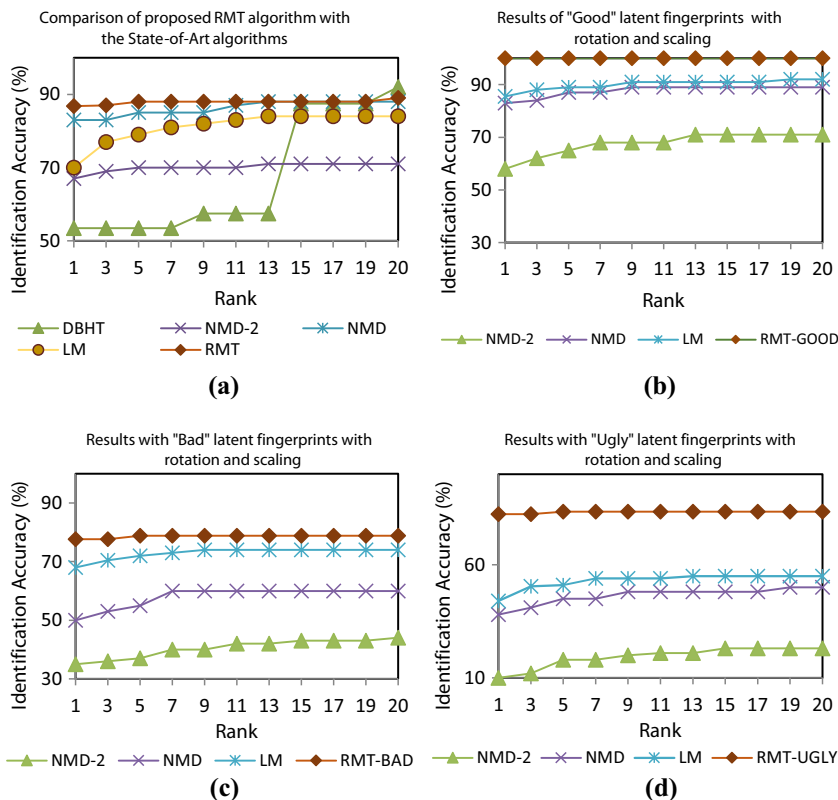 Comparison of proposed RMT algorithm with
the State-of-Art algorithms
Identification Accuracy (%)
90
70
50
1 3 5 7 9 11 13 15 17 19 20
Rank
DBHT NMD-2 NMD
LM RMT
(a)
Results of "Good" latent fingerprints with
rotation and scaling
Identification Accuracy (%)
90
70
50
30
1 3 5 7 9 11 13 15 17 19 20
Rank
NMD-2 NMD LM RMT-GOOD
(b)
Results with "Bad" latent fingerprints with
rotation and scaling
Identification Accuracy (%)
90
70
50
30
1 3 5 7 9 11 13 15 17 19 20
Rank
NMD-2 NMD LM RMT-BAD
(c)
Results with "Ugly" latent fingerprints with
rotation and scaling
Identification Accuracy (%)
60
10
1 3 5 7 9 11 13 15 17 19 20
Rank
NMD-2 NMD LM RMT-UGLY
(d)